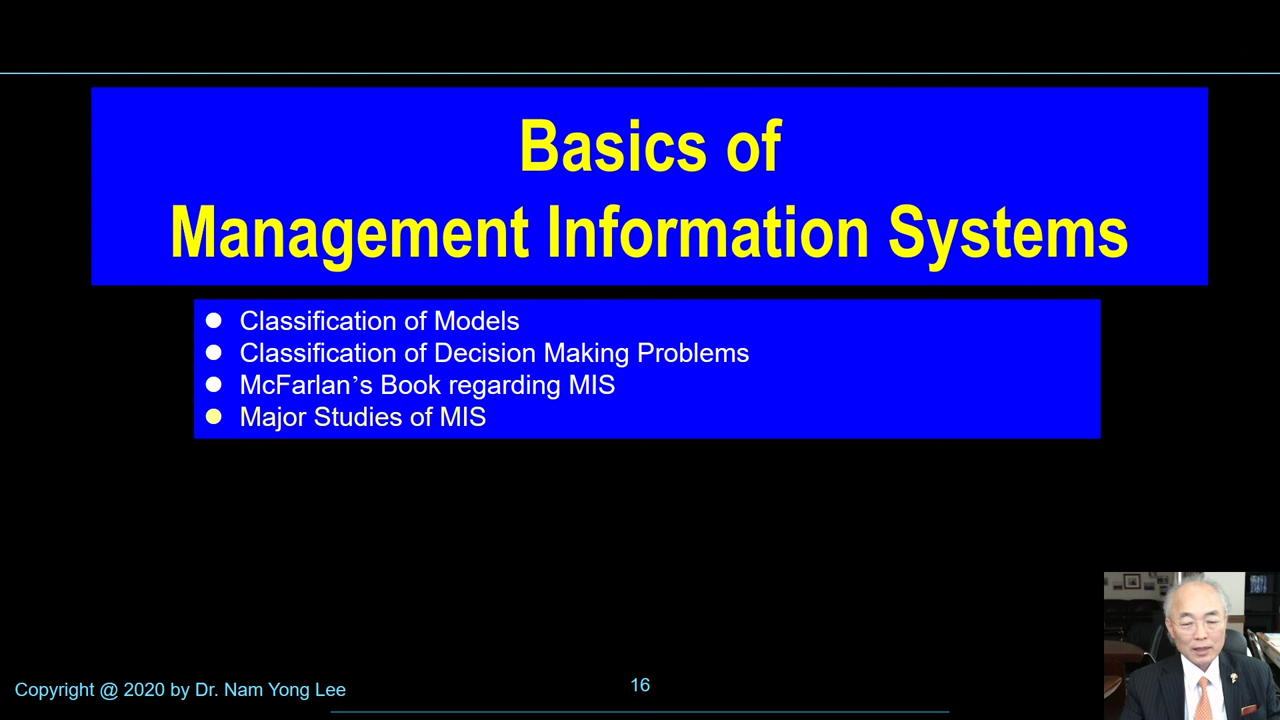 Basics of
Management Information Systems
Classification of Models
Classification of Decision Making Problems
McFarlan’s Book regarding MIS
Major Studies of MIS
Copyright @ 2020 by Dr. Nam Yong Lee
16